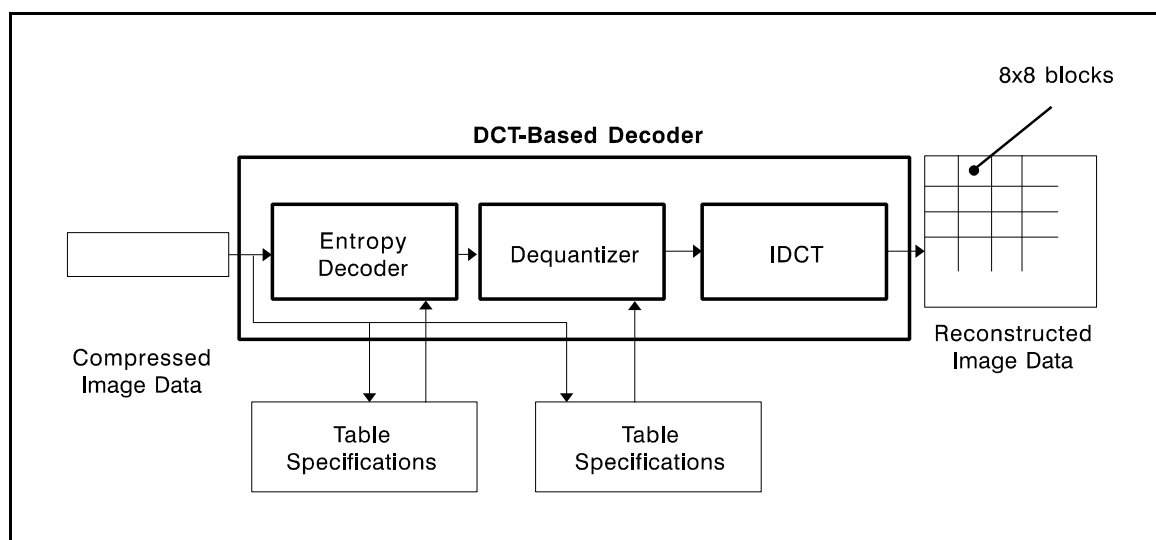 8x8 blocks
DCT-Based Decoder
Entropy
Decoder
Dequantizer
IDCT
Compressed
Image Data
Reconstructed
Image Data
Table
Specifications
Table
Specifications